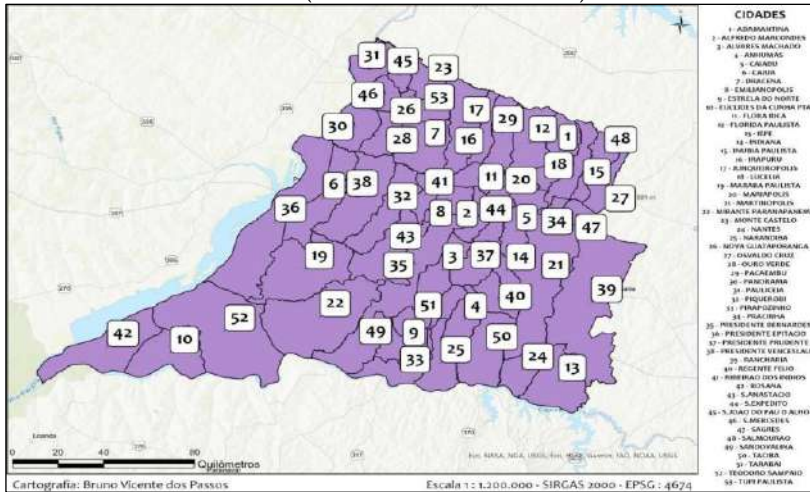 CIDADES
1 - ADAMANTINA
2 - ALFREDO MARCONDES
3 - ALVARES MACHADO
4 - ANHUMAS
5 - CAIABU
6 - CAIUA
7 - DRACENA
8 - EMILIANOPOLIS
9 - ESTRELA DO NORTE
10 - EUCLIDES DA CUNHA PTA
11 - FLORA RICA
12 - FLORIDA PAULISTA
13 - IEPE
14 - INDIANA
15 - INUBIA PAULISTA
16 - IRAPURU
17 - JUNQUEIROPOLIS
18 - LUCELIA
19 - MARABA PAULISTA
20 - MARIAPOLIS
21 - MARTINOPOLIS
22 - MIRANTE PARANAPANEM
23 - MONTE CASTELO
24 - NANTES
25 - NARANDIBA
26 - NOVA GUATAPORANGA
27 - OSVALDO CRUZ
28 - OURO VERDE
29 - PACAEMBU
30 - PANORAMA
31 - PAULICEIA
32 - PIQUEROBI
33 - PIRAPOZINHO
34 - PRACINHA
35 - PRESIDENTE BERNARDES
36 - PRESIDENTE EPITACIO
37 - PRESIDENTE PRUDENTE
38 - PRESIDENTE VENCESLAU
39 - RANCHARIA
40 - REGENTE FEIJO
41 - RIBEIRAO DOS INDIOS
42 - ROSANA
43 - S.ANASTACIO
44 - S.EXPEDITO
45 - S.JOAO DO PAU D ALHO
46 - S.MERCEDES
47 - SAGRES
48 - SALMOURAO
49 - SANDOVALINA
50 - TACIBA
51 - TARABAI
52 - TEODORO SAMPAIO
53 - TUPI PAULISTA
31
45
23
46
26
53
17
29
12
1
48
30
28
7
16
18
15
6
38
41
11
20
27
36
32
8
2
44
5
34
47
43
19
35
3
37
14
21
39
22
51
4
40
52
42
10
49
9
50
33
25
24
13
Loanda
0 20 40 80
Quilômetros
Cartografia: Bruno Vicente dos Passos
Escala 1 : 1.200.000 - SIRGAS 2000 - EPSG : 4674